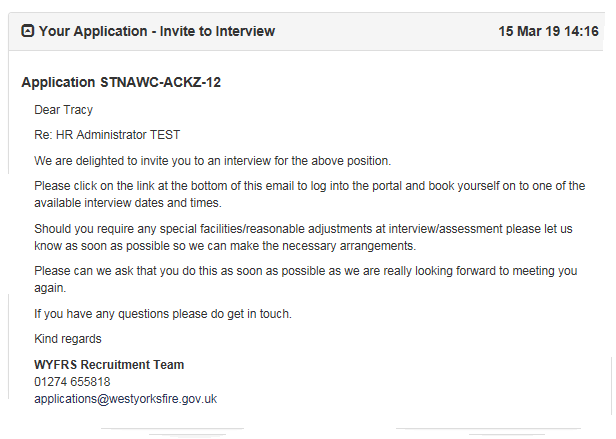 Your Application - Invite to Interview 15 Mar 19 14:16
Application STNAWC-ACKZ-12
Dear Tracy
Re: HR Administrator TEST
We are delighted to invite you to an interview for the above position.
Please click on the link at the bottom of this email to log into the portal and book yourself on to one of the
available interview dates and times.
Should you require any special facilities/reasonable adjustments at interview/assessment please let us
know as soon as possible so we can make the necessary arrangements.
Please can we ask that you do this as soon as possible as we are really looking forward to meeting you
again.
If you have any questions please do get in touch.
Kind regards
WYFRS Recruitment Team
01274 655818
applications@westyorksfire.gov.uk